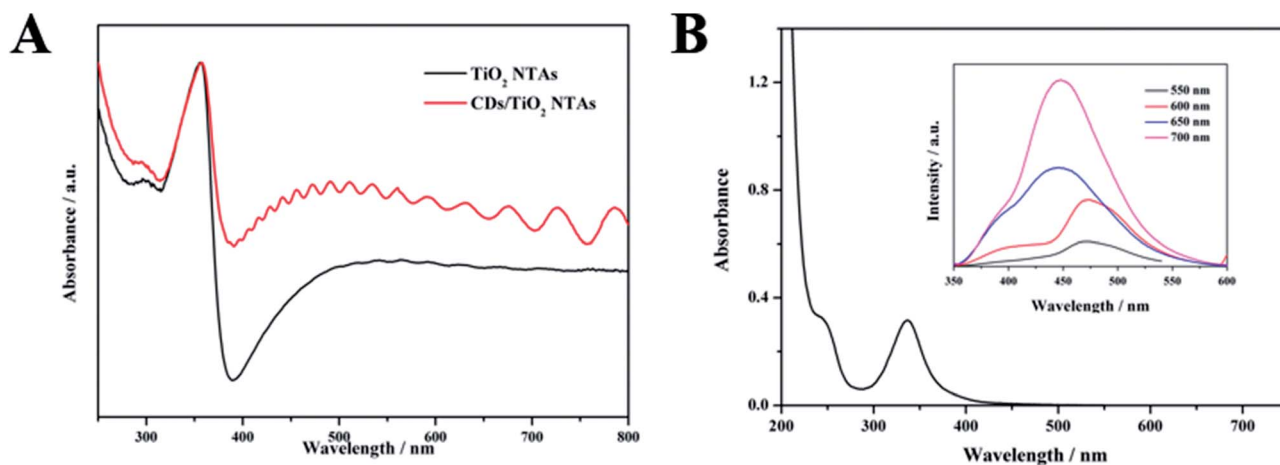 A
TiO₂ NTAs
CDs/TiO₂ NTAs
Absorbance / a.u.
300
400
500
600
700
800
Wavelength / nm
B
1.2
0.8
0.4
0.0
Absorbance
200
300
400
500
600
700
Wavelength / nm
550 nm
600 nm
650 nm
700 nm
Intensity / a.u.
350
400
450
500
550
600
Wavelength / nm